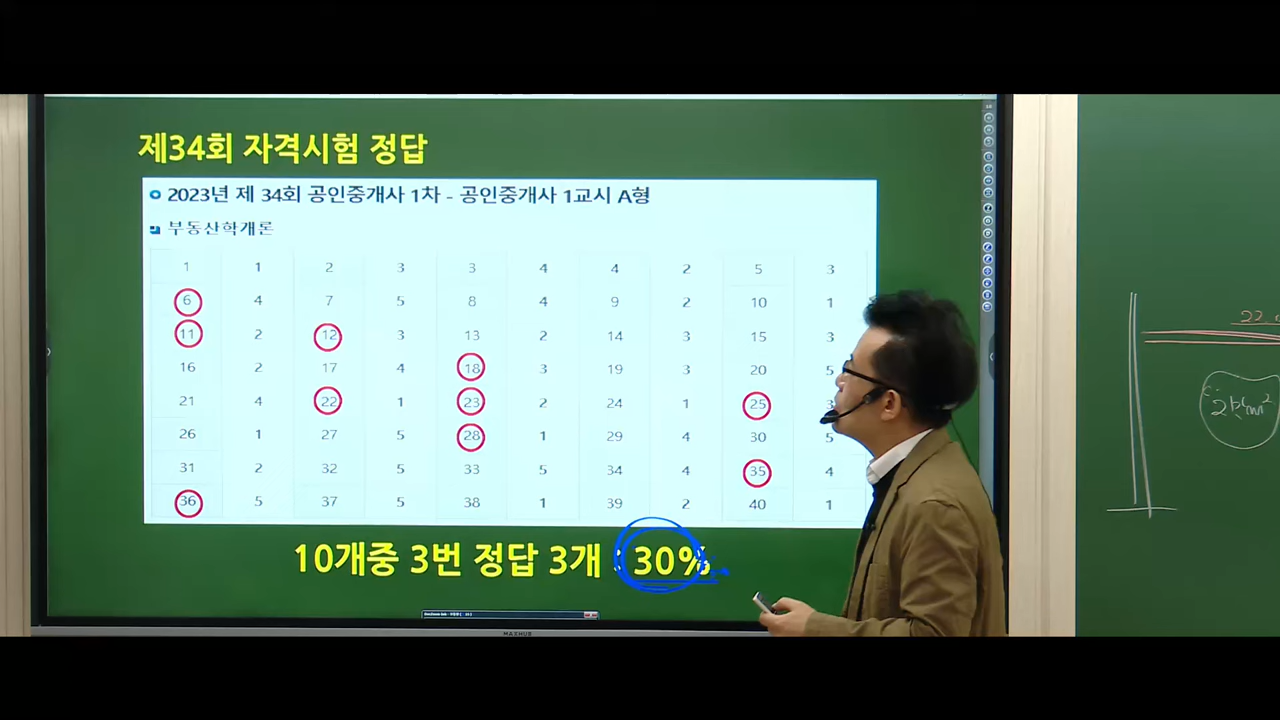 제34회 자격시험 정답
2023년 제 34회 공인중개사 1차 - 공인중개사 1교시 A형
부동산학개론
1 1 2 3 3 4 4 2 5 3
6 4 7 5 8 4 9 2 10 1
11 2 12 3 13 2 14 3 15 3
16 2 17 4 18 3 19 3 20 5
21 4 22 1 23 2 24 1 25 3
26 1 27 5 28 1 29 4 30 5
31 2 32 5 33 5 34 4 35 4
36 5 37 5 38 1 39 2 40 1
10개중 3번 정답 3개 : 30%
MAXHUB
22